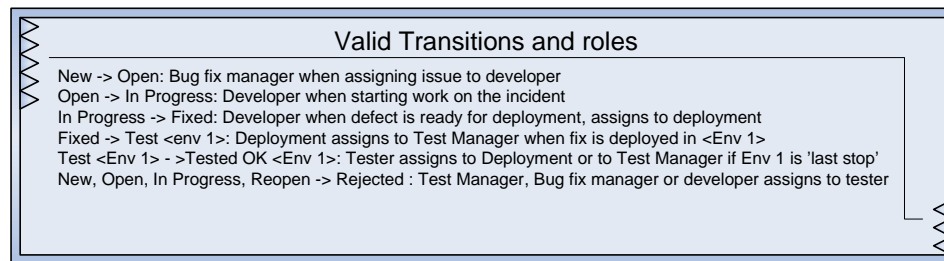 Valid Transitions and roles
New -> Open: Bug fix manager when assigning issue to developer
Open -> In Progress: Developer when starting work on the incident
In Progress -> Fixed: Developer when defect is ready for deployment, assigns to deployment
Fixed -> Test <env 1>: Deployment assigns to Test Manager when fix is deployed in <Env 1>
Test <Env 1> - >Tested OK <Env 1>: Tester assigns to Deployment or to Test Manager if Env 1 is 'last stop'
New, Open, In Progress, Reopen -> Rejected : Test Manager, Bug fix manager or developer assigns to tester